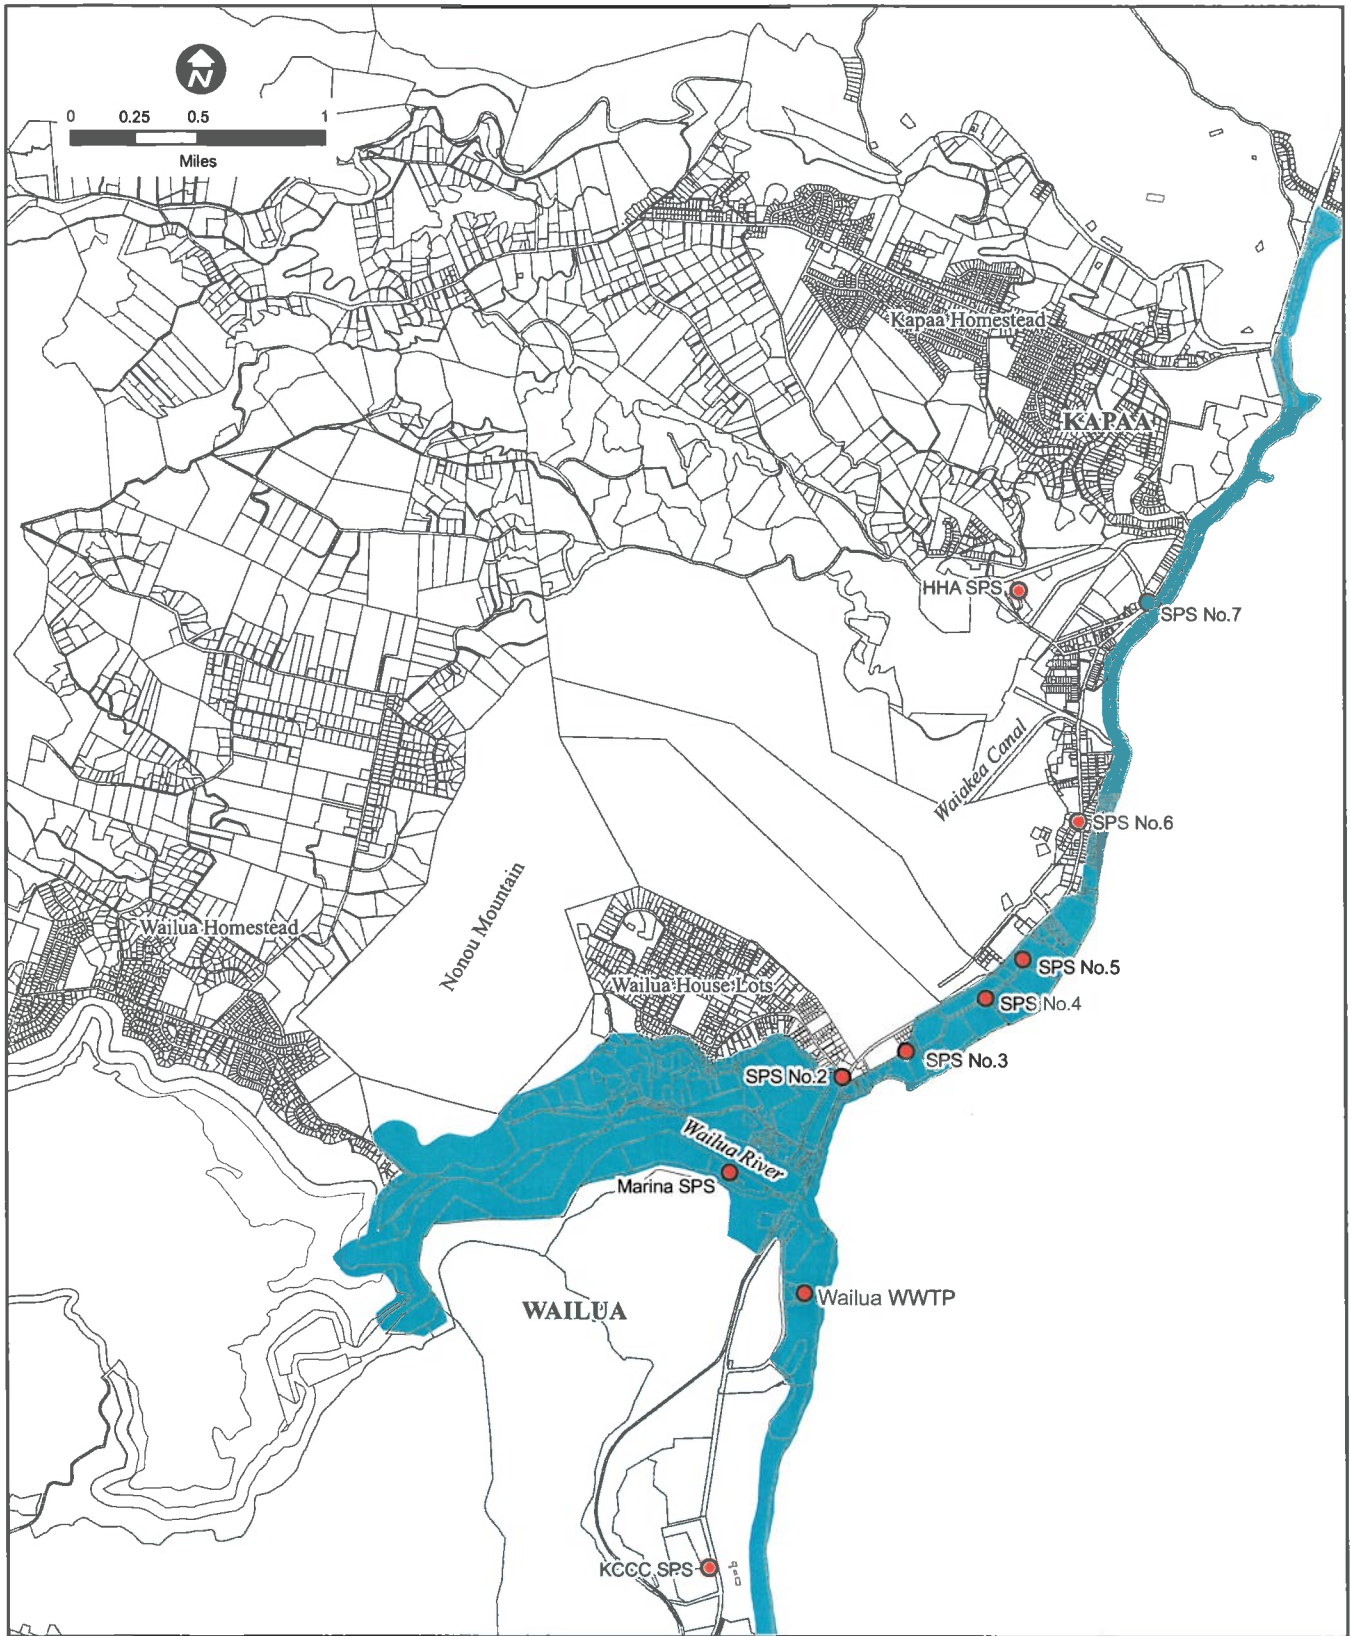 N
0 0.25 0.5 1
Miles
Kapaa Homestead
KAPAA
HHA SPS
SPS No.7
Waiakea Canal
SPS No.6
Nonou Mountain
Wailua Homestead
SPS No.5
Wailua House Lots
SPS No.4
SPS No.3
SPS No.2
Wailua River
Marina SPS
Wailua WWTP
WAILUA
KCCC SPS